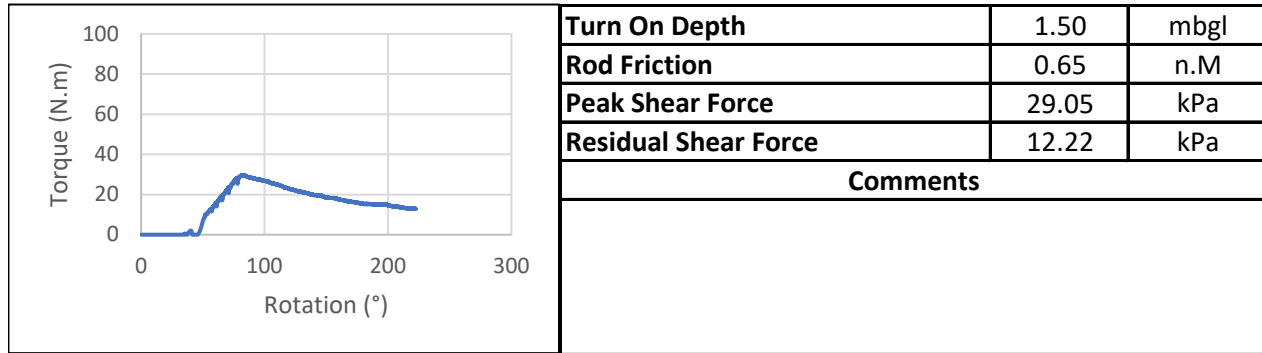 100
80
60
40
20
0
Torque (N.m)
0 100 200 300
Rotation (°)
Turn On Depth 1.50 mbgl
Rod Friction 0.65 n.M
Peak Shear Force 29.05 kPa
Residual Shear Force 12.22 kPa
Comments